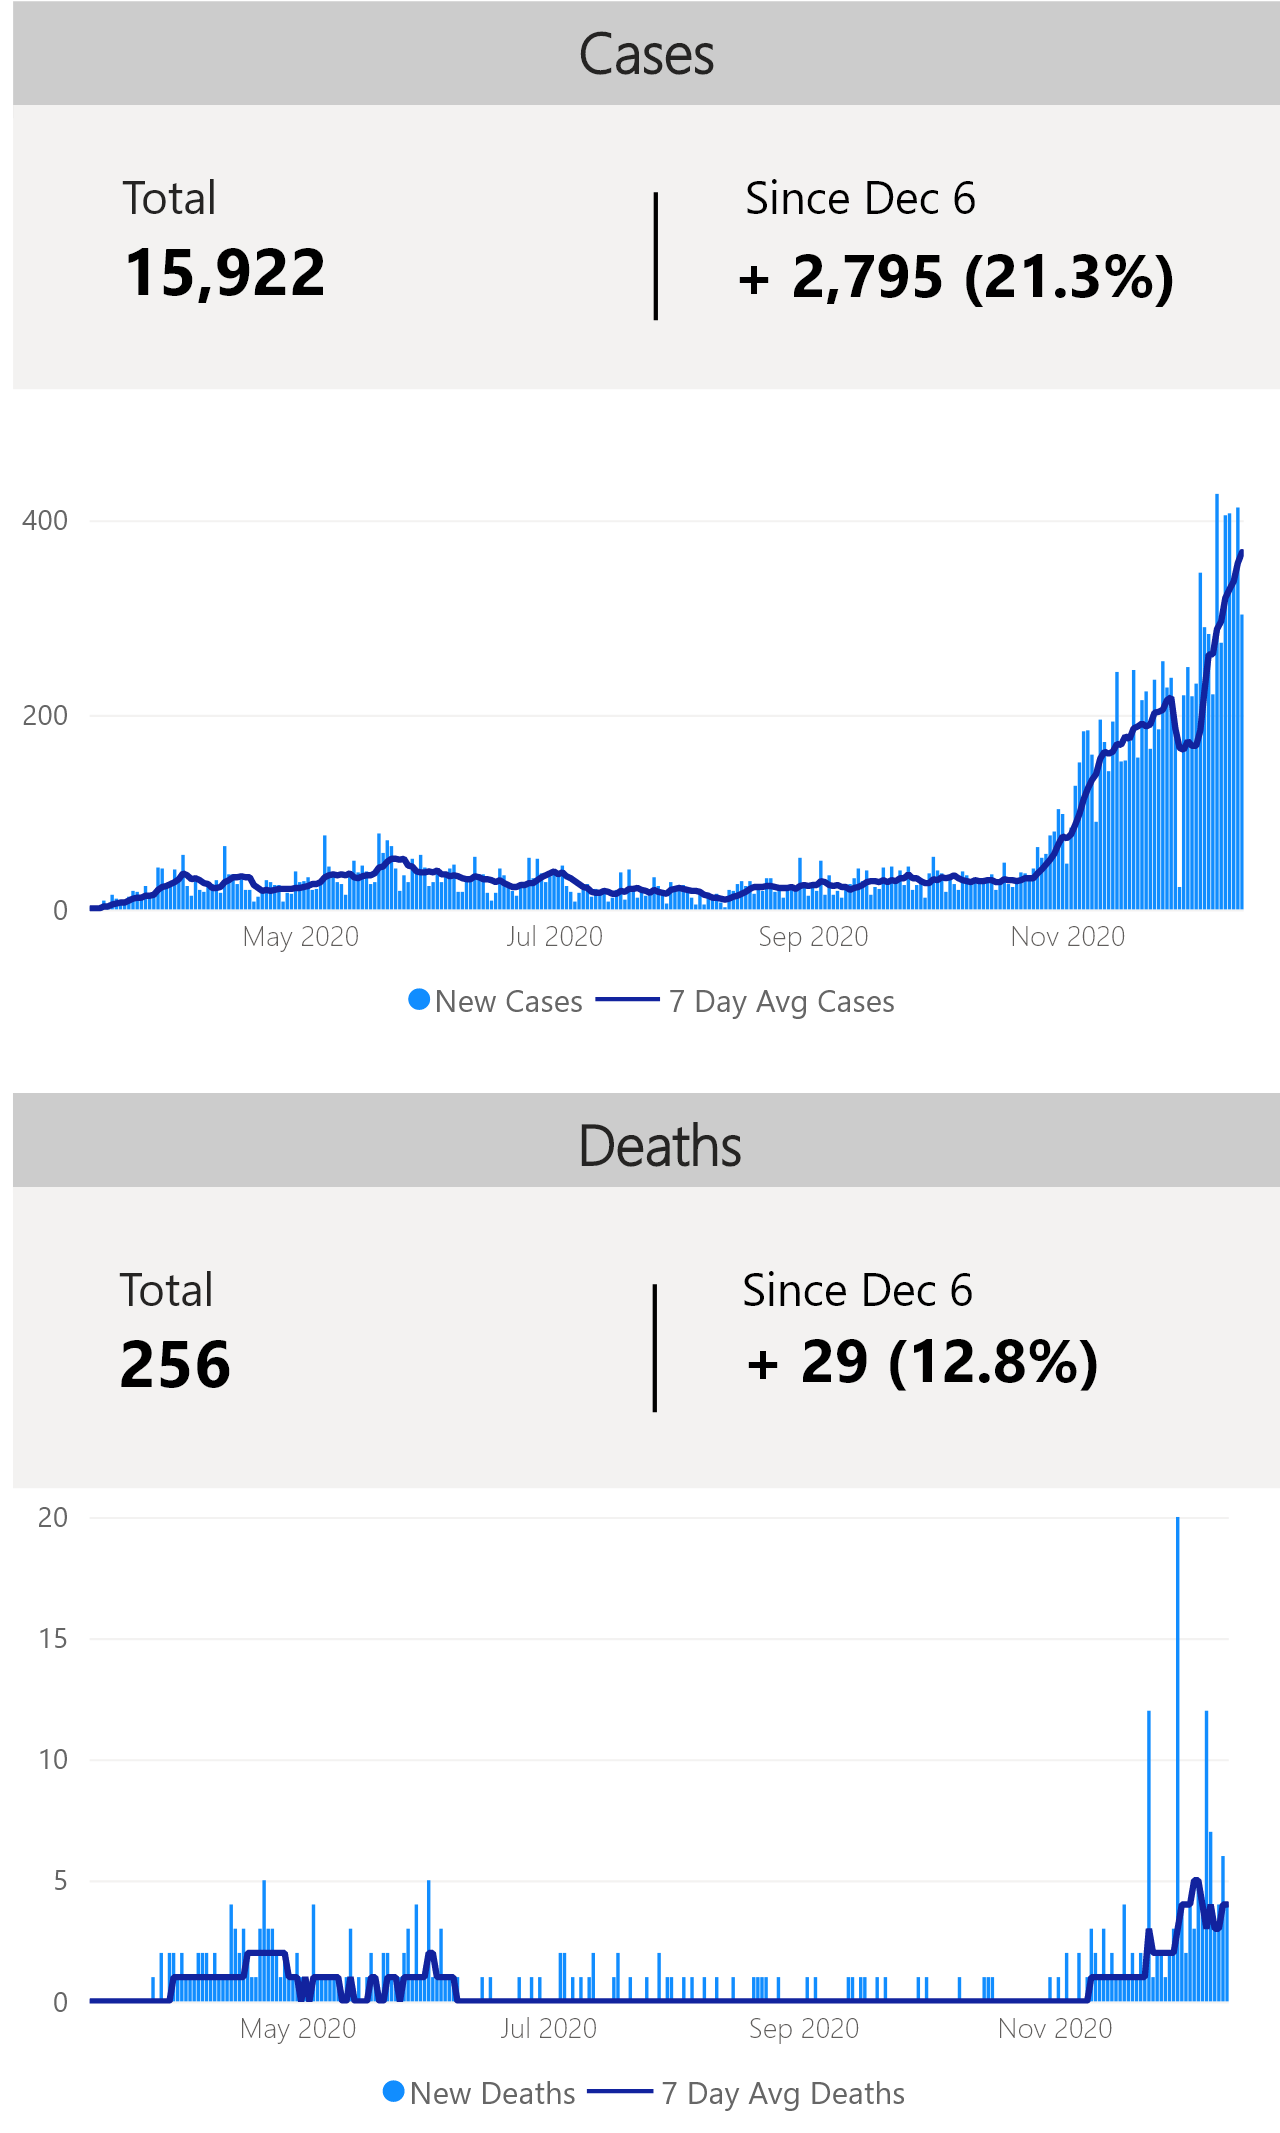 Cases
Total
Since Dec 6
15,922
+ 2,795 (21.3%)
400
200
0
May 2020
Jul 2020
Sep 2020
Nov 2020
New Cases
7 Day Avg Cases
Deaths
Total
Since Dec 6
256
+ 29 (12.8%)
20
15
10
5
0
May 2020
Jul 2020
Sep 2020
Nov 2020
New Deaths
7 Day Avg Deaths